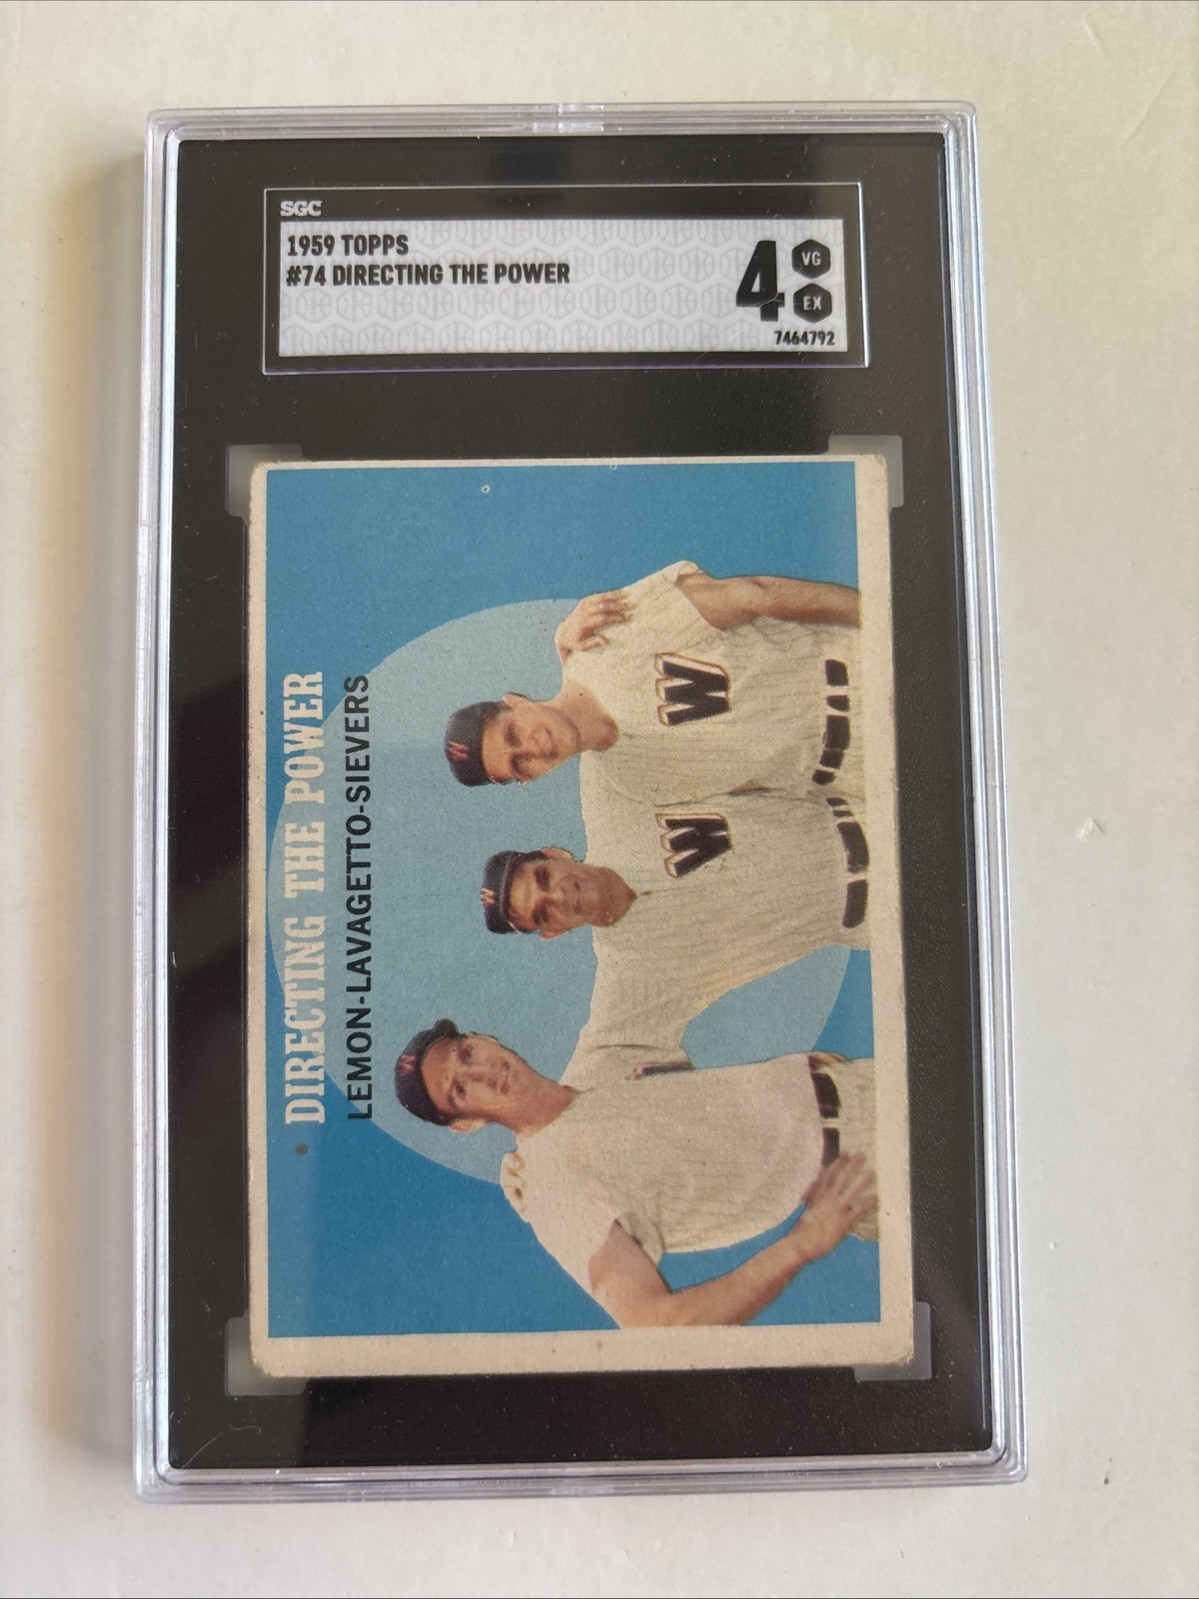 SGC
1959 TOPPS
#74 DIRECTING THE POWER
4
VG
EX
7464792
DIRECTING THE POWER
LEMON-LAVAGETTO-SIEVERS
W
W
W
W
W